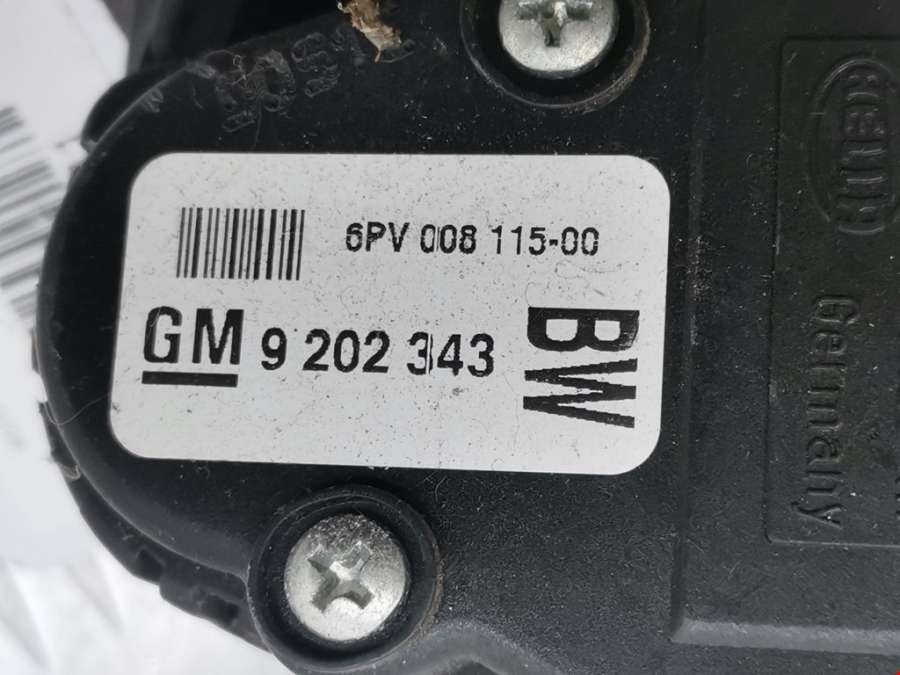 6PV 008 115-00
GM 9 202 343
BW
Hella
Germany